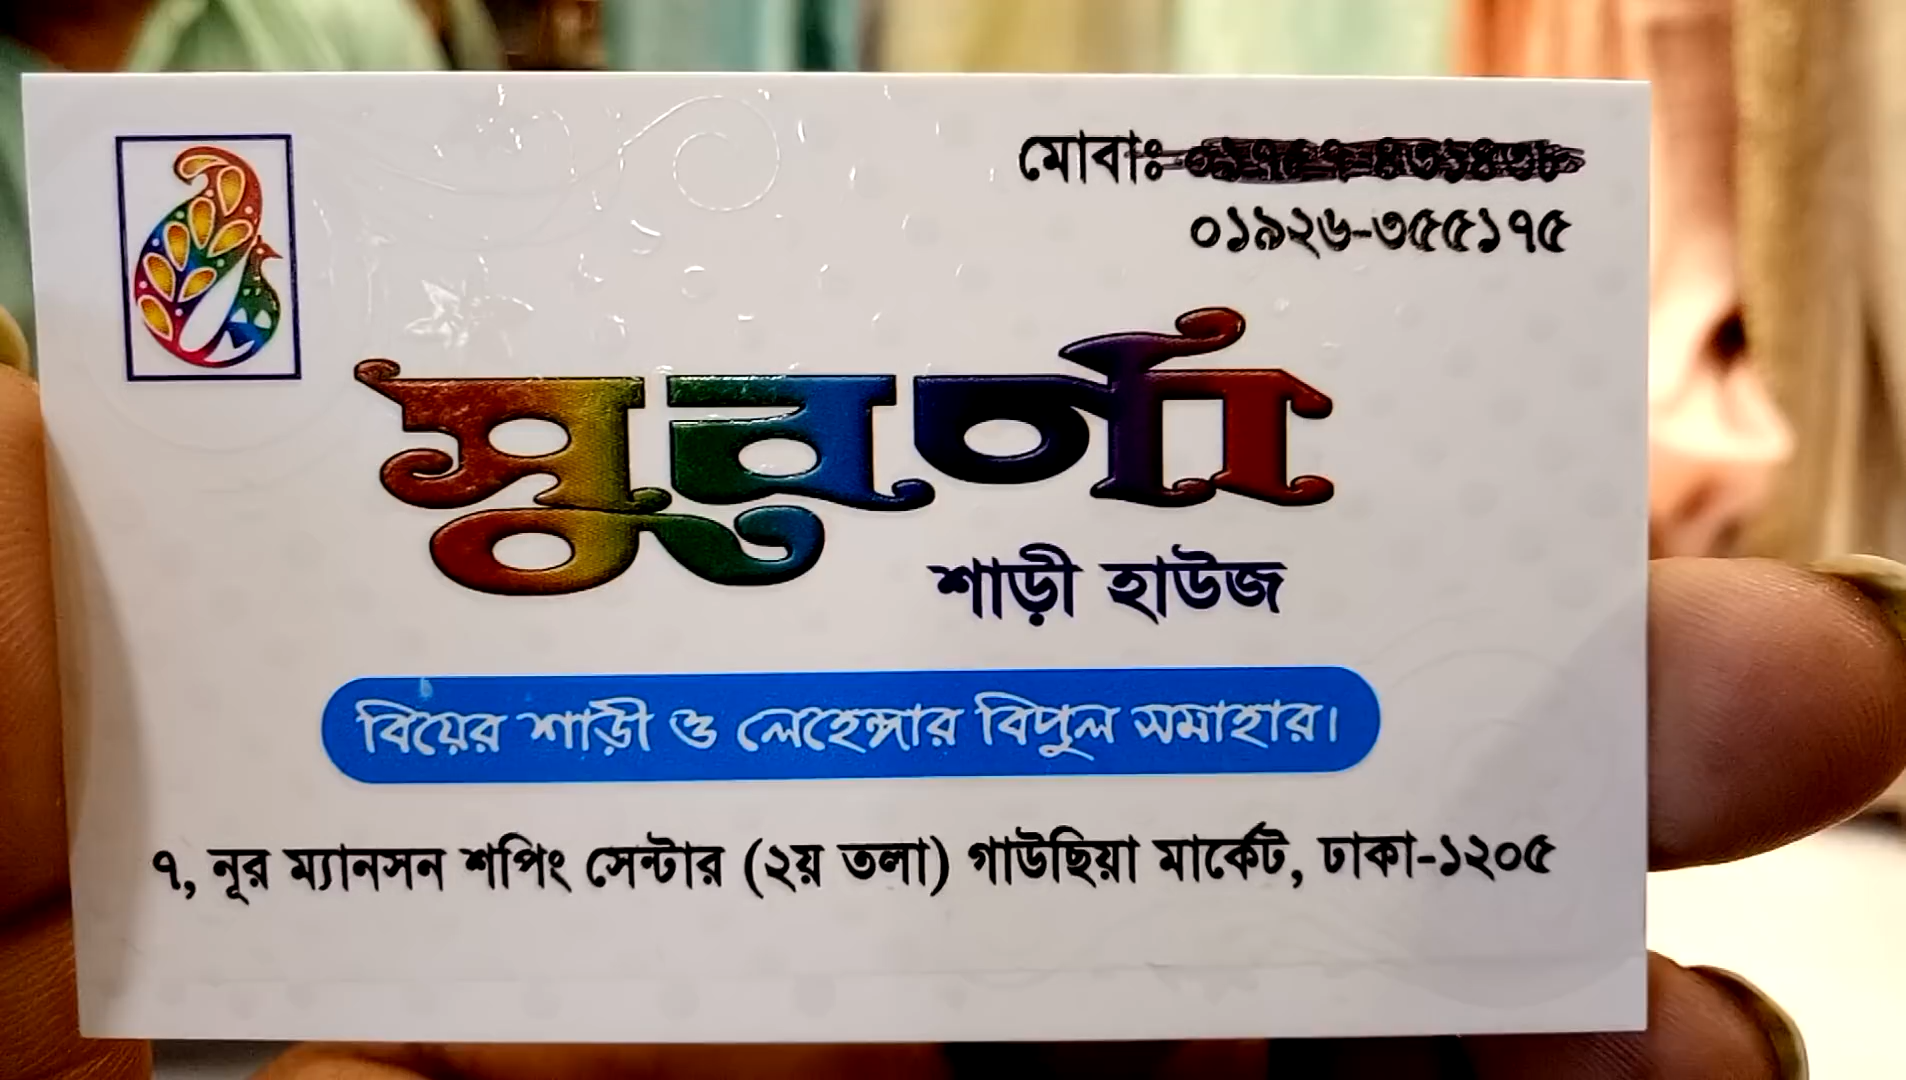 মোবাঃ
০১৯২৬-৩৫৫১৭৫
সুবর্ণা
শাড়ী হাউজ
বিয়ের শাড়ী ও লেহেঙ্গার বিপুল সমাহার।
৭, নূর ম্যানসন শপিং সেন্টার (২য় তলা) গাউছিয়া মার্কেট, ঢাকা-১২০৫